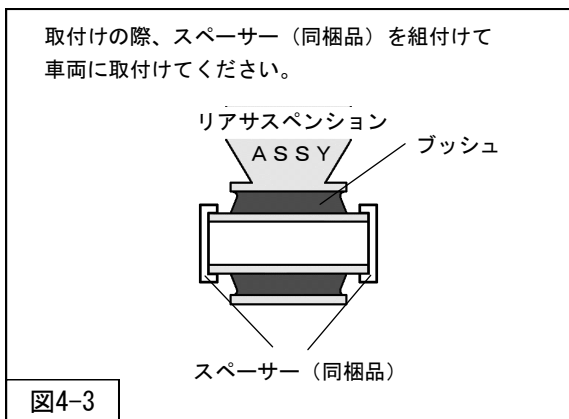 取付けの際、スペーサー（同梱品）を組付けて
車両に取付けてください。
リアサスペンション
ＡＳＳＹ
ブッシュ
スペーサー（同梱品）
図4-3